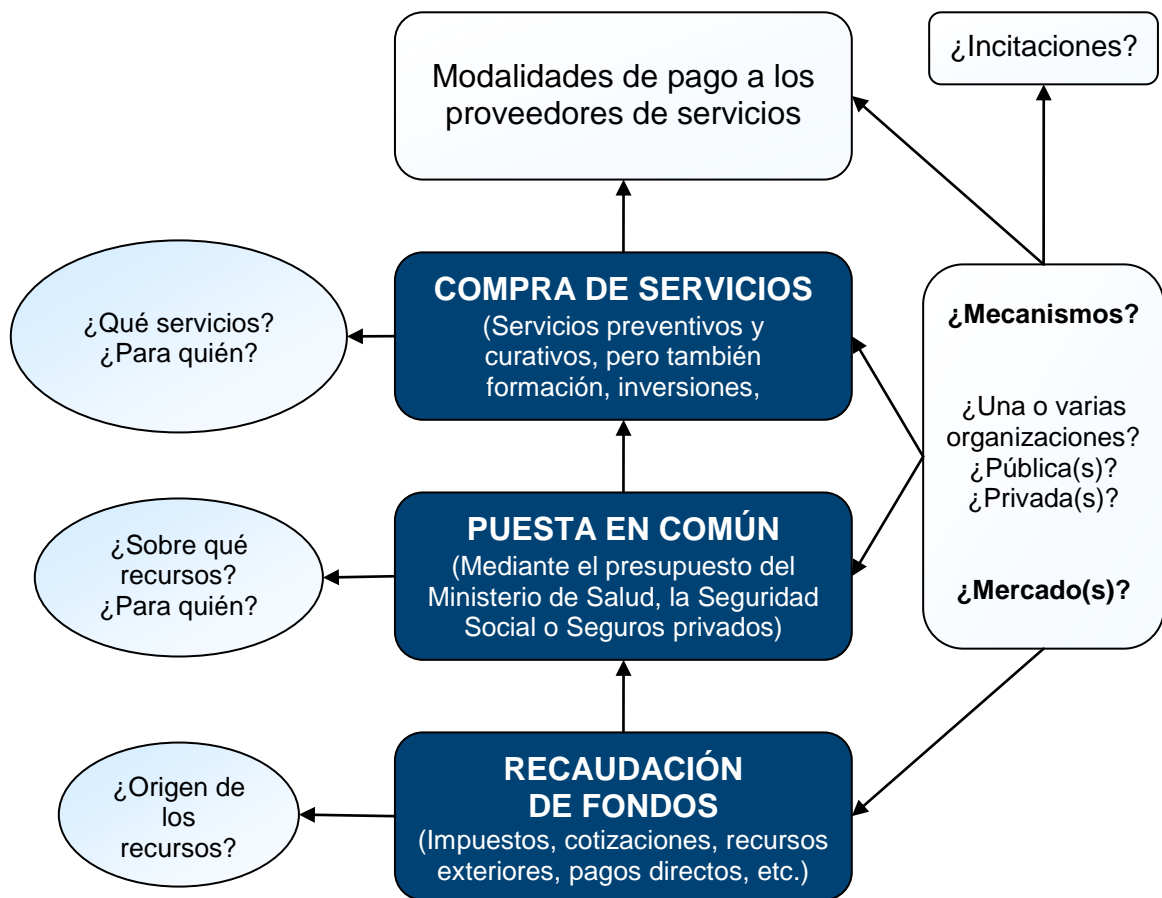 Modalidades de pago a los
proveedores de servicios
¿Incitaciones?
¿Qué servicios?
¿Para quién?
COMPRA DE SERVICIOS
(Servicios preventivos y
curativos, pero también
formación, inversiones,
¿Mecanismos?
¿Una o varias
organizaciones?
¿Pública(s)?
¿Privada(s)?
¿Mercado(s)?
¿Sobre qué
recursos?
¿Para quién?
PUESTA EN COMÚN
(Mediante el presupuesto del
Ministerio de Salud, la Seguridad
Social o Seguros privados)
¿Origen de
los
recursos?
RECAUDACIÓN
DE FONDOS
(Impuestos, cotizaciones, recursos
exteriores, pagos directos, etc.)